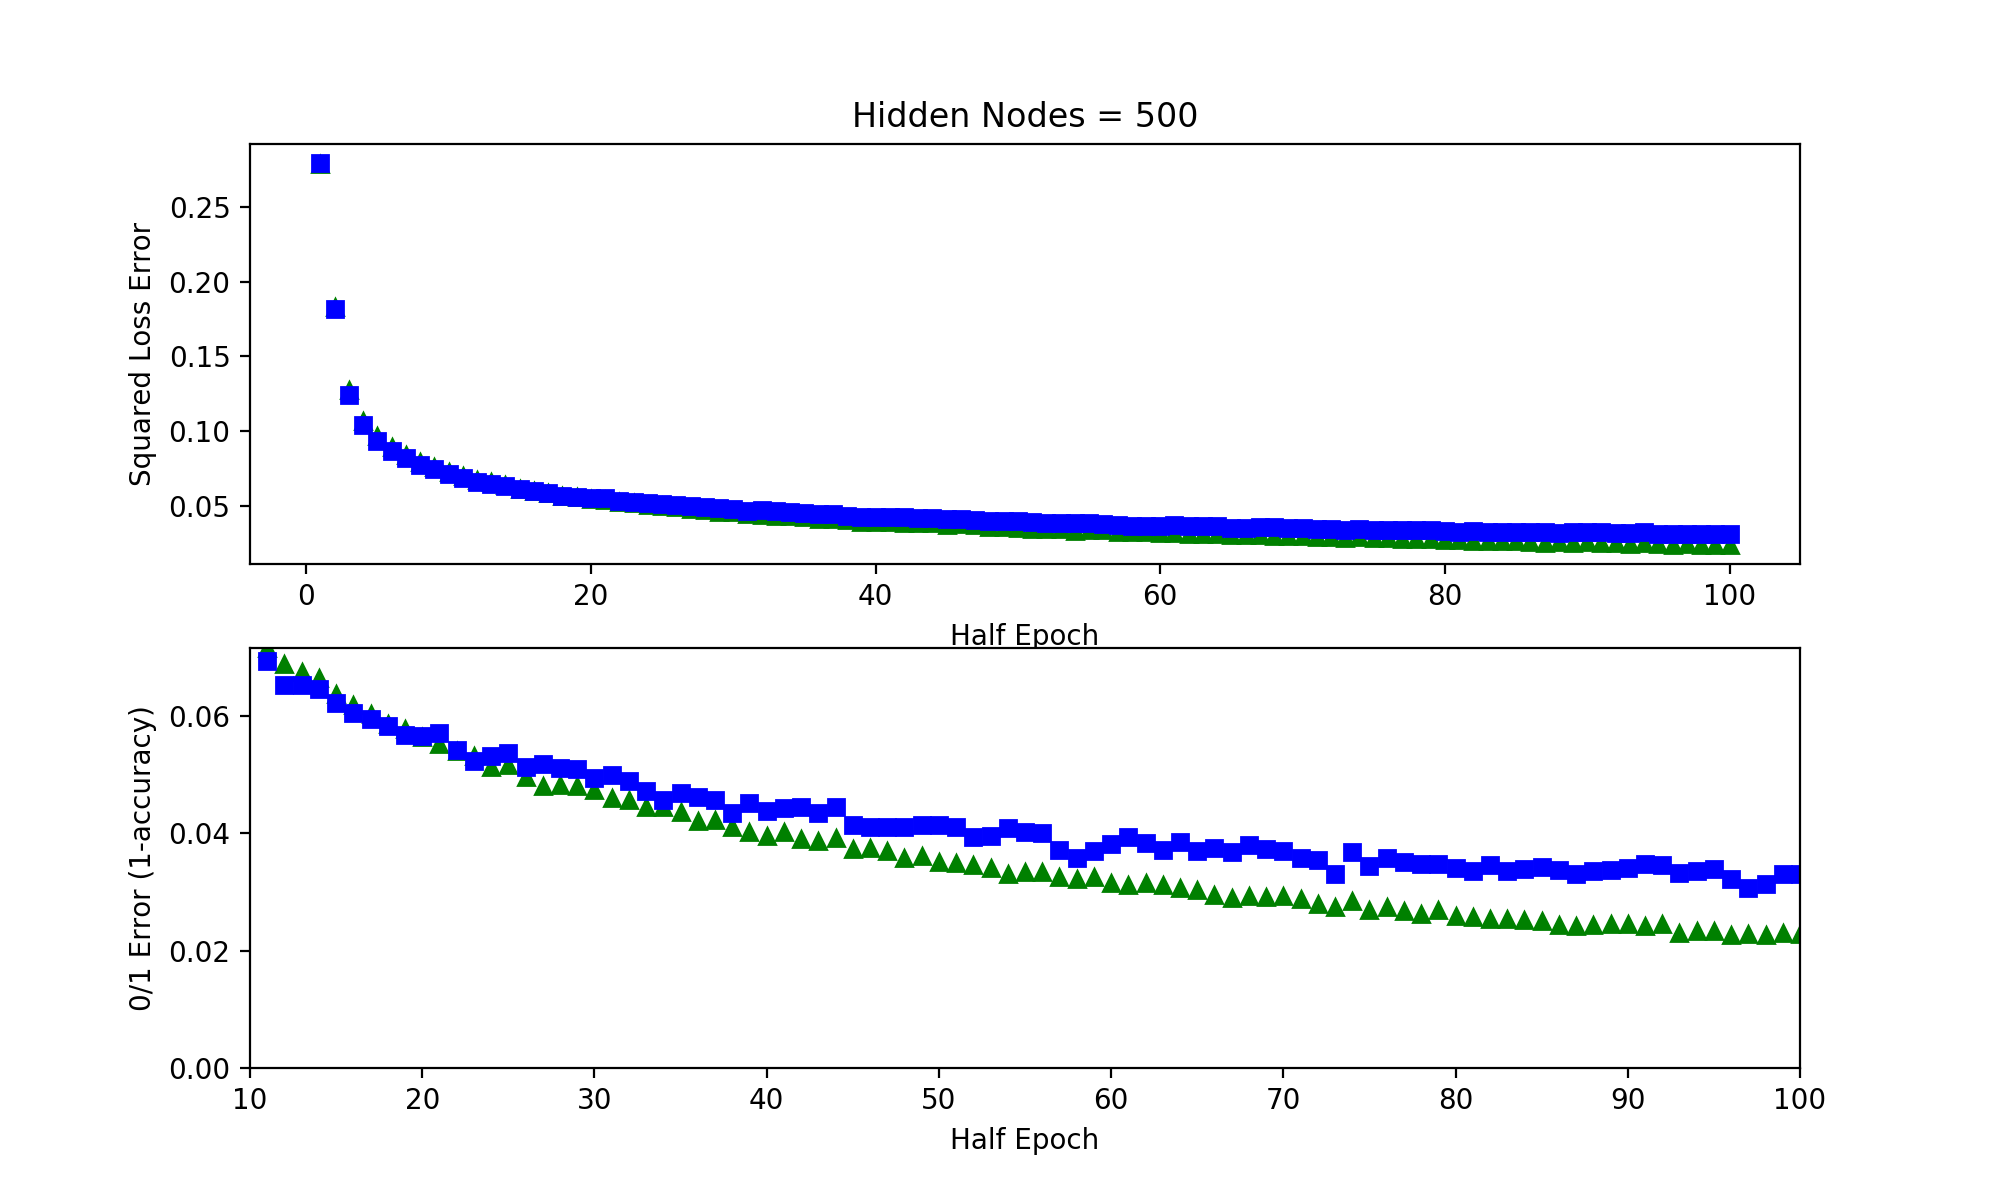 Hidden Nodes = 500
Squared Loss Error
0.25
0.20
0.15
0.10
0.05
0 20 40 60 80 100
Half Epoch
0/1 Error (1-accuracy)
0.06
0.04
0.02
0.00
10 20 30 40 50 60 70 80 90 100
Half Epoch